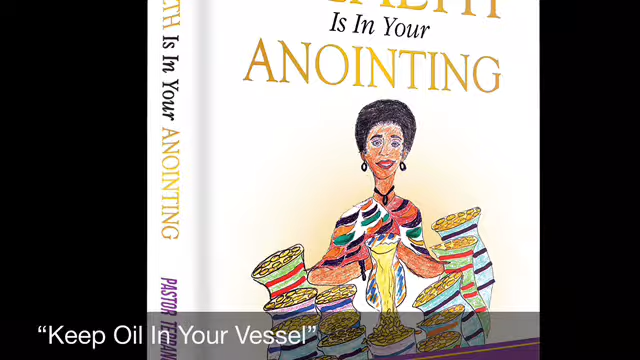 Is In Your
ANOINTING
Is In Your ANOINTING
PASTOR
“Keep Oil In Your Vessel”